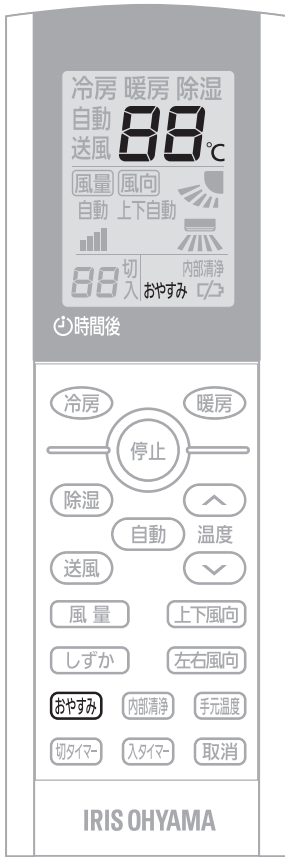 冷房 暖房 除湿
自動
送風 88℃
風量 風向
自動 上下自動
88 切 入 おやすみ 内部清浄
時間後
冷房 暖房
停止
除湿
自動 温度
送風
風量 上下風向
しずか 左右風向
おやすみ 内部清浄 手元温度
切タイマー 入タイマー 取消
IRIS OHYAMA